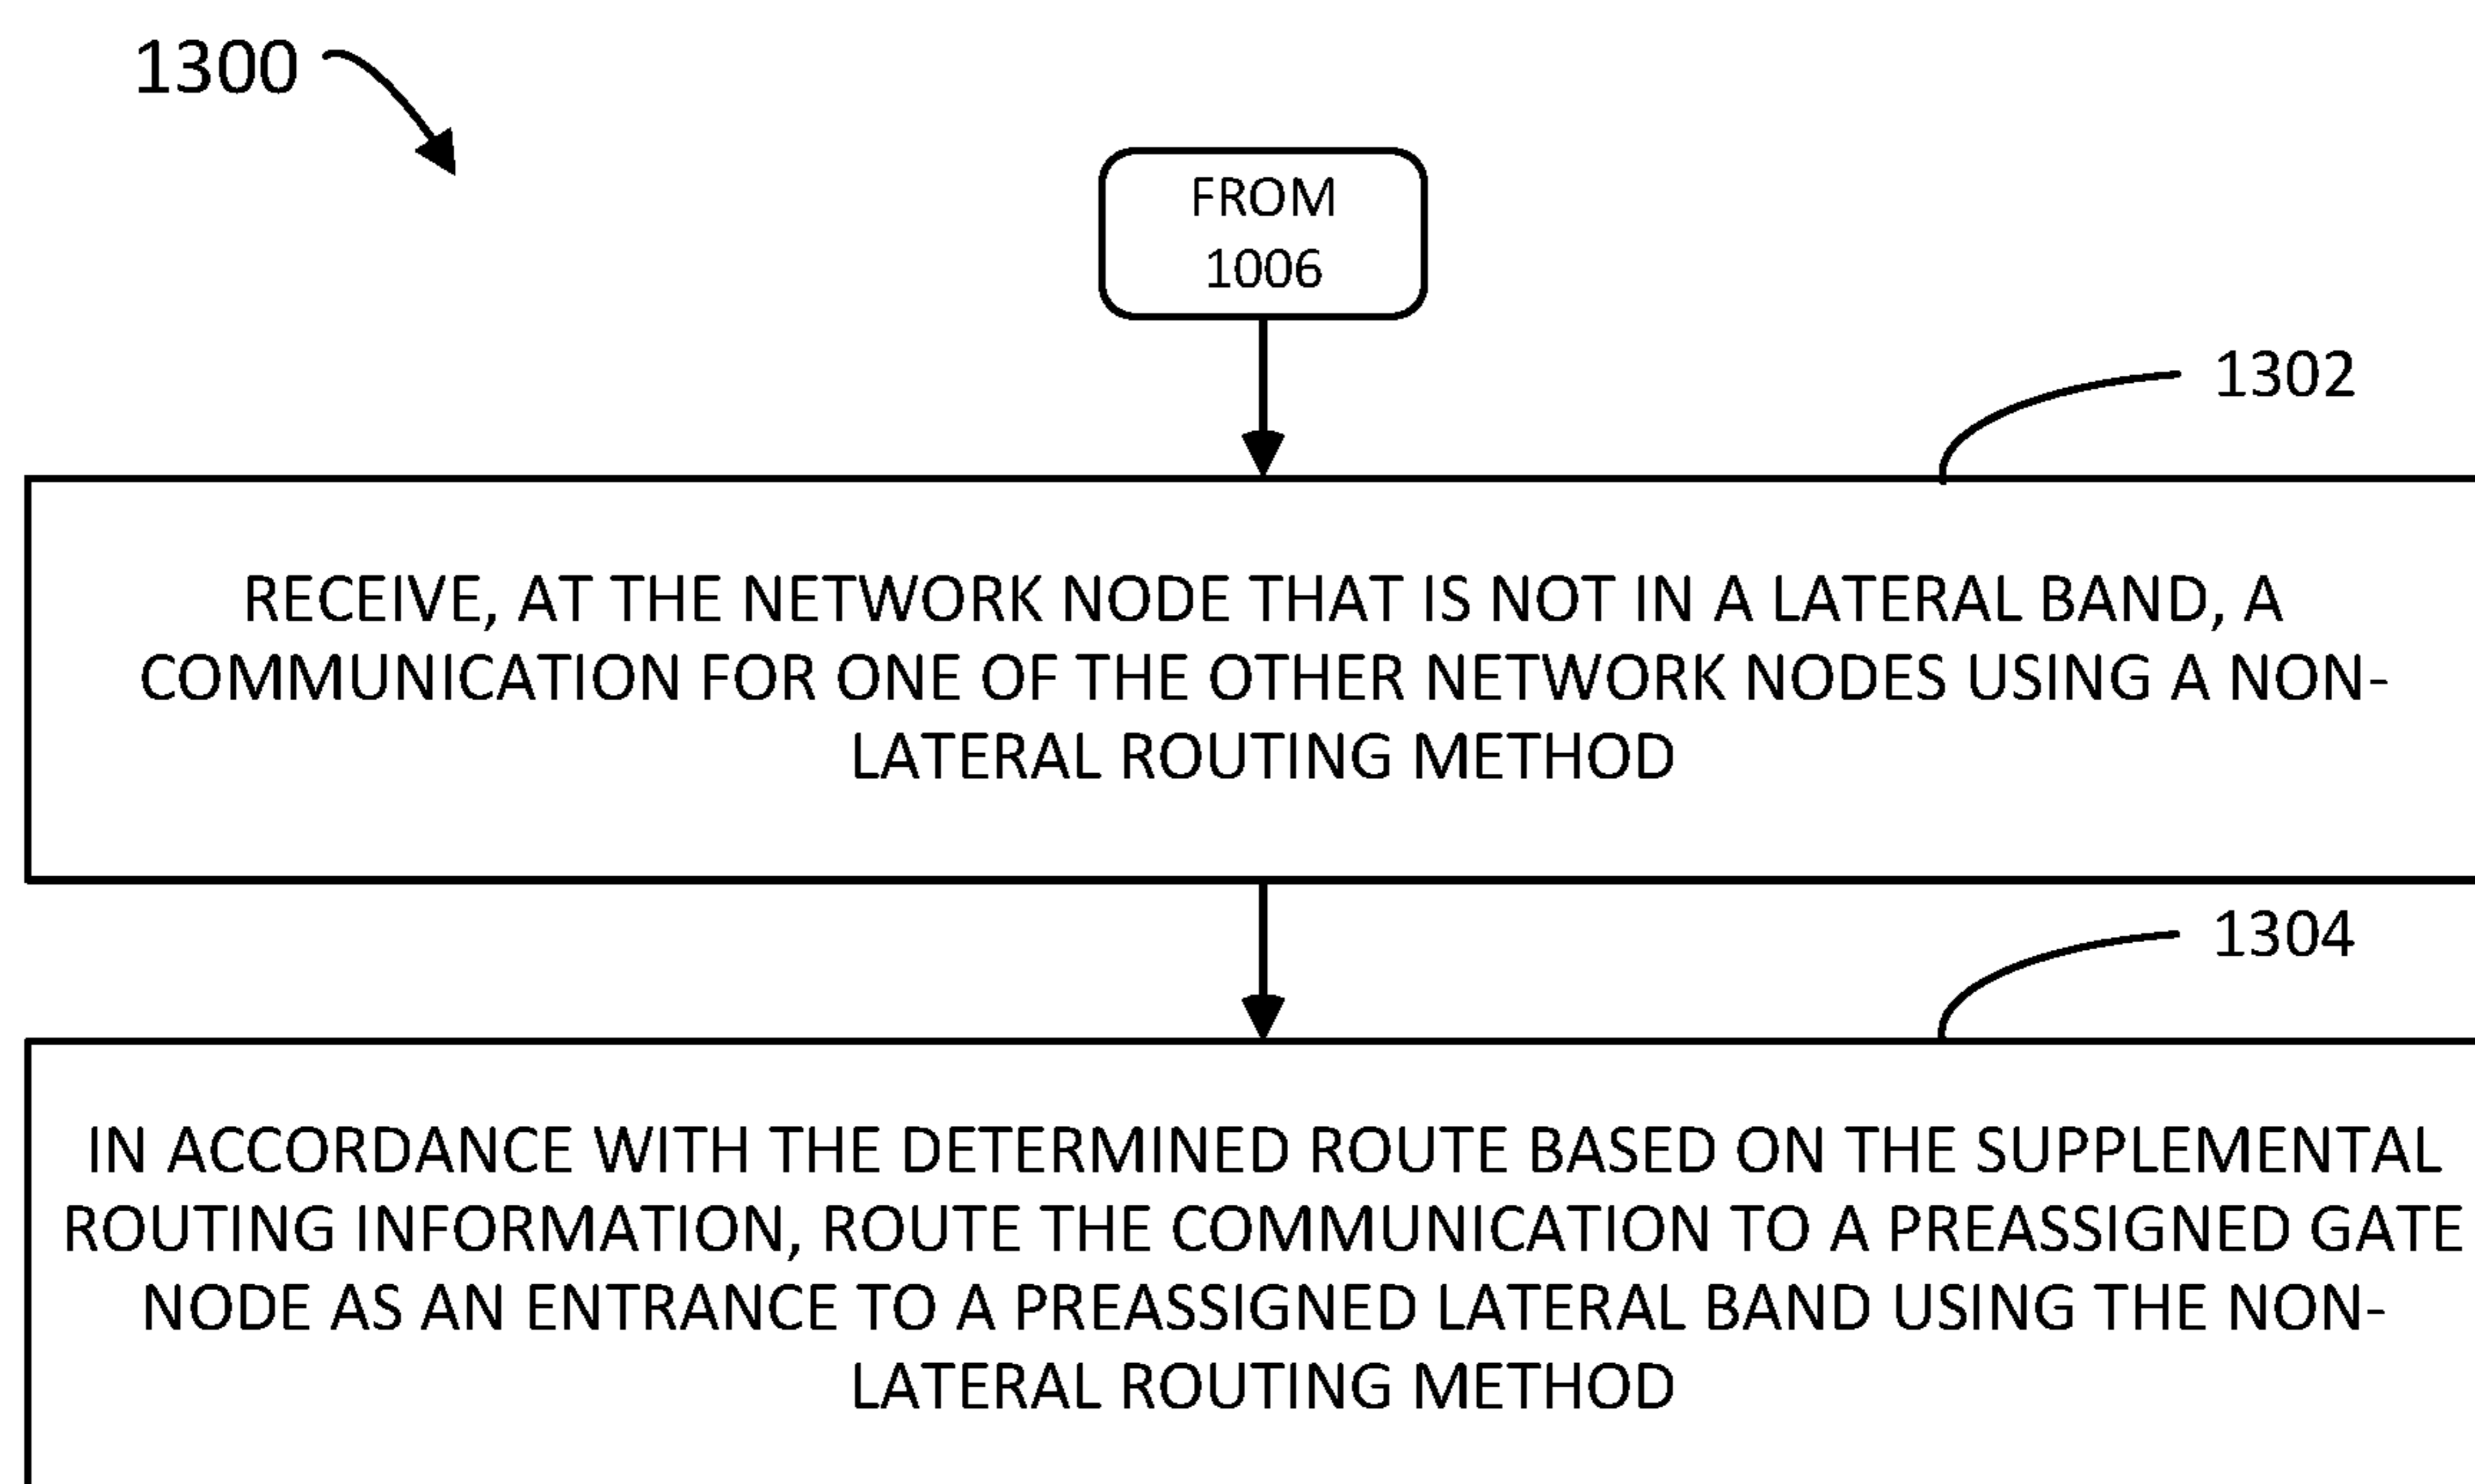 1300
FROM
1006
1302
RECEIVE, AT THE NETWORK NODE THAT IS NOT IN A LATERAL BAND, A
COMMUNICATION FOR ONE OF THE OTHER NETWORK NODES USING A NON-
LATERAL ROUTING METHOD
1304
IN ACCORDANCE WITH THE DETERMINED ROUTE BASED ON THE SUPPLEMENTAL
ROUTING INFORMATION, ROUTE THE COMMUNICATION TO A PREASSIGNED GATE
NODE AS AN ENTRANCE TO A PREASSIGNED LATERAL BAND USING THE NON-
LATERAL ROUTING METHOD